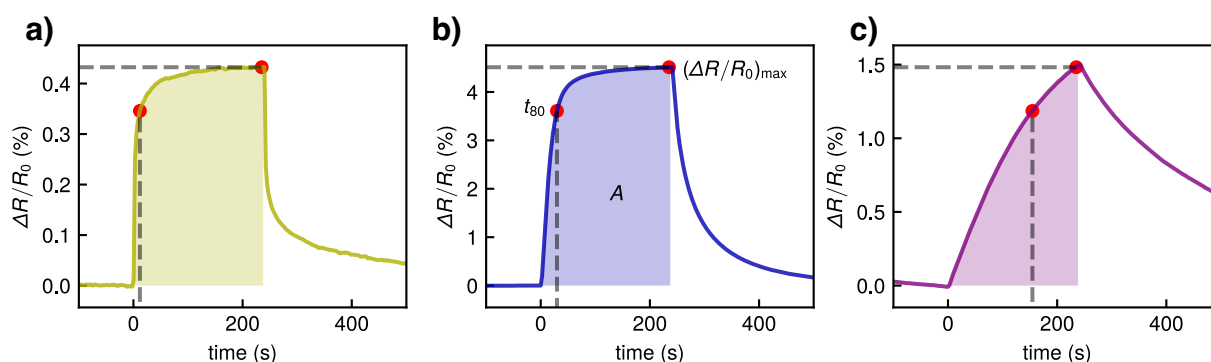 a)
ΔR/R₀ (%)
0.4
0.3
0.2
0.1
0.0
0
200
400
time (s)
b)
ΔR/R₀ (%)
4
3
2
1
0
t₈₀
(ΔR/R₀)ₘₐₓ
A
0
200
400
time (s)
c)
ΔR/R₀ (%)
1.5
1.0
0.5
0.0
0
200
400
time (s)